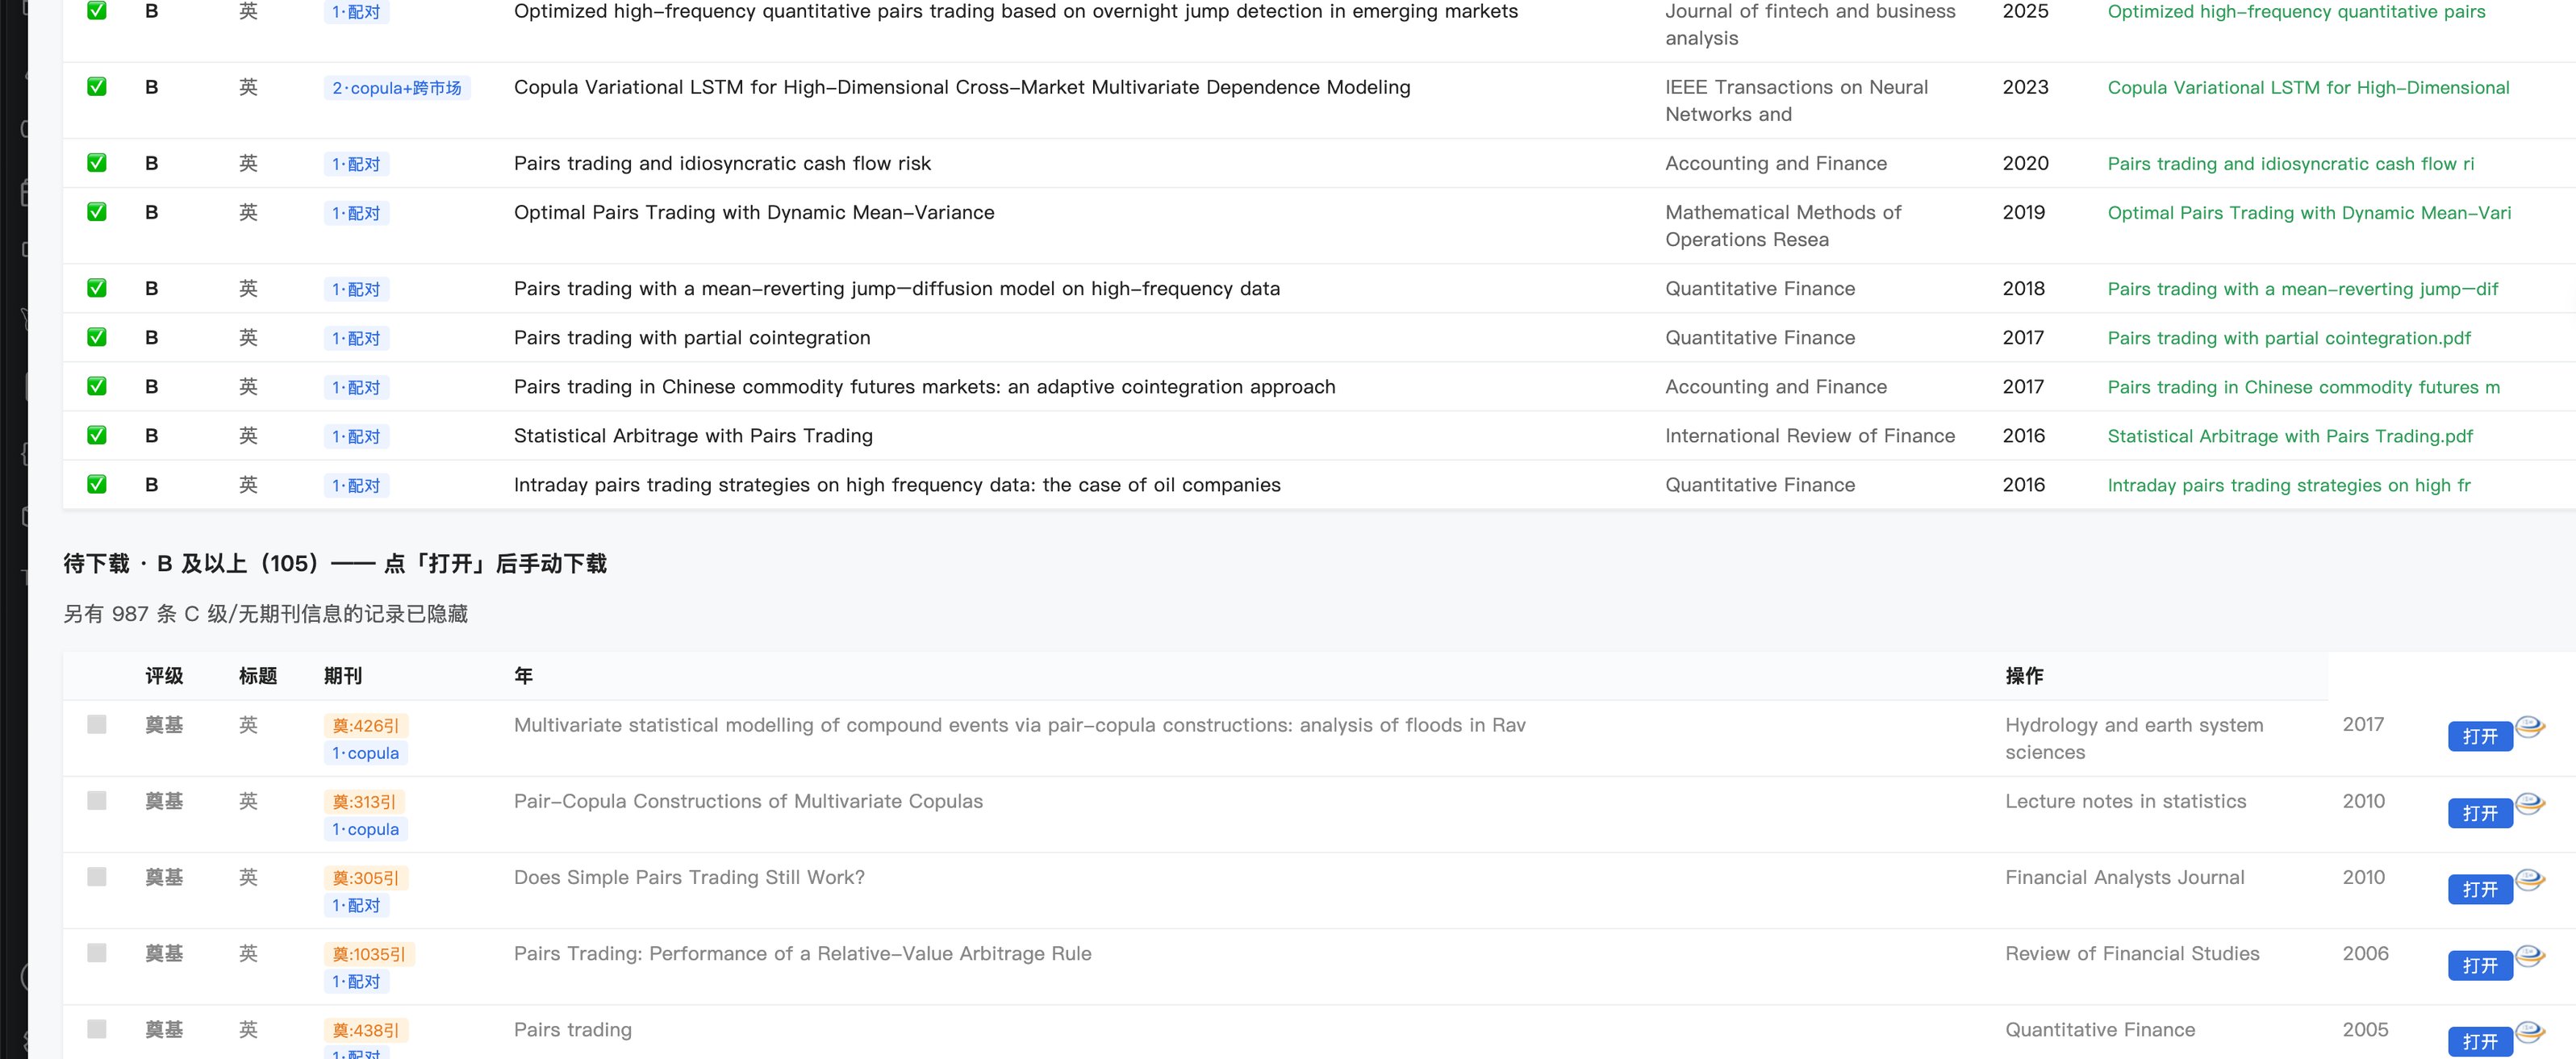 B 英 1·配对 Optimized high-frequency quantitative pairs trading based on overnight jump detection in emerging markets Journal of fintech and business 2025 Optimized high-frequency quantitative pairs
analysis
B 英 2·copula+跨市场 Copula Variational LSTM for High-Dimensional Cross-Market Multivariate Dependence Modeling IEEE Transactions on Neural 2023 Copula Variational LSTM for High-Dimensional
Networks and
B 英 1·配对 Pairs trading and idiosyncratic cash flow risk Accounting and Finance 2020 Pairs trading and idiosyncratic cash flow ri
B 英 1·配对 Optimal Pairs Trading with Dynamic Mean-Variance Mathematical Methods of 2019 Optimal Pairs Trading with Dynamic Mean-Vari
Operations Resea
B 英 1·配对 Pairs trading with a mean-reverting jump–diffusion model on high-frequency data Quantitative Finance 2018 Pairs trading with a mean-reverting jump–dif
B 英 1·配对 Pairs trading with partial cointegration Quantitative Finance 2017 Pairs trading with partial cointegration.pdf
B 英 1·配对 Pairs trading in Chinese commodity futures markets: an adaptive cointegration approach Accounting and Finance 2017 Pairs trading in Chinese commodity futures m
B 英 1·配对 Statistical Arbitrage with Pairs Trading International Review of Finance 2016 Statistical Arbitrage with Pairs Trading.pdf
B 英 1·配对 Intraday pairs trading strategies on high frequency data: the case of oil companies Quantitative Finance 2016 Intraday pairs trading strategies on high fr
待下载 · B 及以上（105）—— 点「打开」后手动下载
另有 987 条 C 级/无期刊信息的记录已隐藏
评级 标题 期刊 年 操作
奠基 英 奠:426引 Multivariate statistical modelling of compound events via pair-copula constructions: analysis of floods in Rav Hydrology and earth system 2017 打开
1·copula sciences
奠基 英 奠:313引 Pair-Copula Constructions of Multivariate Copulas Lecture notes in statistics 2010 打开
1·copula
奠基 英 奠:305引 Does Simple Pairs Trading Still Work? Financial Analysts Journal 2010 打开
1·配对
奠基 英 奠:1035引 Pairs Trading: Performance of a Relative-Value Arbitrage Rule Review of Financial Studies 2006 打开
1·配对
奠基 英 奠:438引 Pairs trading Quantitative Finance 2005 打开
1·配对